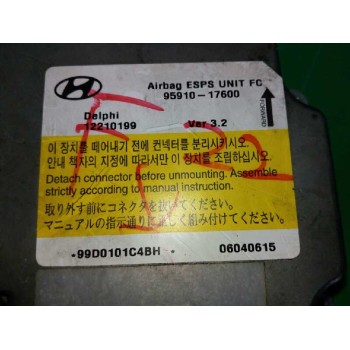 Airbag ESPS UNIT FC
95910-17600
Delphi
12210199
Ver 3.2
FORWARD
이 장치를 떼어내기 전에 컨넥터를 분리시키시오.
안내 책자의 지정에 따라서만 이 장치를 조립하십시오.
Detach connector before unmounting. Assemble
strictly according to manual instruction.
取り外す前にコネクタを抜いてください。
マニュアルの指示通りに正しく組み付けてください。
*99D0101C4BH*
06040615